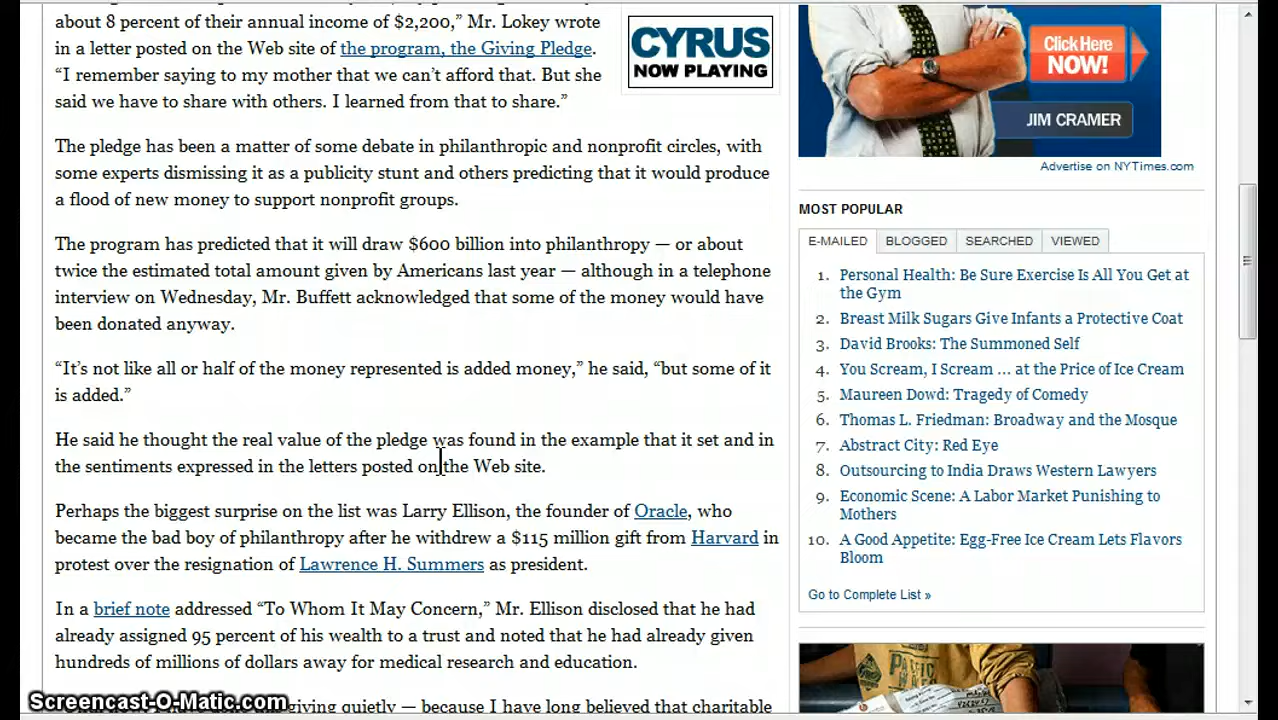 about 8 percent of their annual income of $2,200,” Mr. Lokey wrote
in a letter posted on the Web site of the program, the Giving Pledge.
“I remember saying to my mother that we can’t afford that. But she
said we have to share with others. I learned from that to share.”
CYRUS
NOW PLAYING
The pledge has been a matter of some debate in philanthropic and nonprofit circles, with
some experts dismissing it as a publicity stunt and others predicting that it would produce
a flood of new money to support nonprofit groups.
The program has predicted that it will draw $600 billion into philanthropy — or about
twice the estimated total amount given by Americans last year — although in a telephone
interview on Wednesday, Mr. Buffett acknowledged that some of the money would have
been donated anyway.
“It’s not like all or half of the money represented is added money,” he said, “but some of it
is added.”
He said he thought the real value of the pledge was found in the example that it set and in
the sentiments expressed in the letters posted on the Web site.
Perhaps the biggest surprise on the list was Larry Ellison, the founder of Oracle, who
became the bad boy of philanthropy after he withdrew a $115 million gift from Harvard in
protest over the resignation of Lawrence H. Summers as president.
In a brief note addressed “To Whom It May Concern,” Mr. Ellison disclosed that he had
already assigned 95 percent of his wealth to a trust and noted that he had already given
hundreds of millions of dollars away for medical research and education.
giving quietly — because I have long believed that charitable
Click Here
NOW!
JIM CRAMER
Advertise on NYTimes.com
MOST POPULAR
E-MAILED BLOGGED SEARCHED VIEWED
1. Personal Health: Be Sure Exercise Is All You Get at
the Gym
2. Breast Milk Sugars Give Infants a Protective Coat
3. David Brooks: The Summoned Self
4. You Scream, I Scream ... at the Price of Ice Cream
5. Maureen Dowd: Tragedy of Comedy
6. Thomas L. Friedman: Broadway and the Mosque
7. Abstract City: Red Eye
8. Outsourcing to India Draws Western Lawyers
9. Economic Scene: A Labor Market Punishing to
Mothers
10. A Good Appetite: Egg-Free Ice Cream Lets Flavors
Bloom
Go to Complete List »
Screencast-O-Matic.com